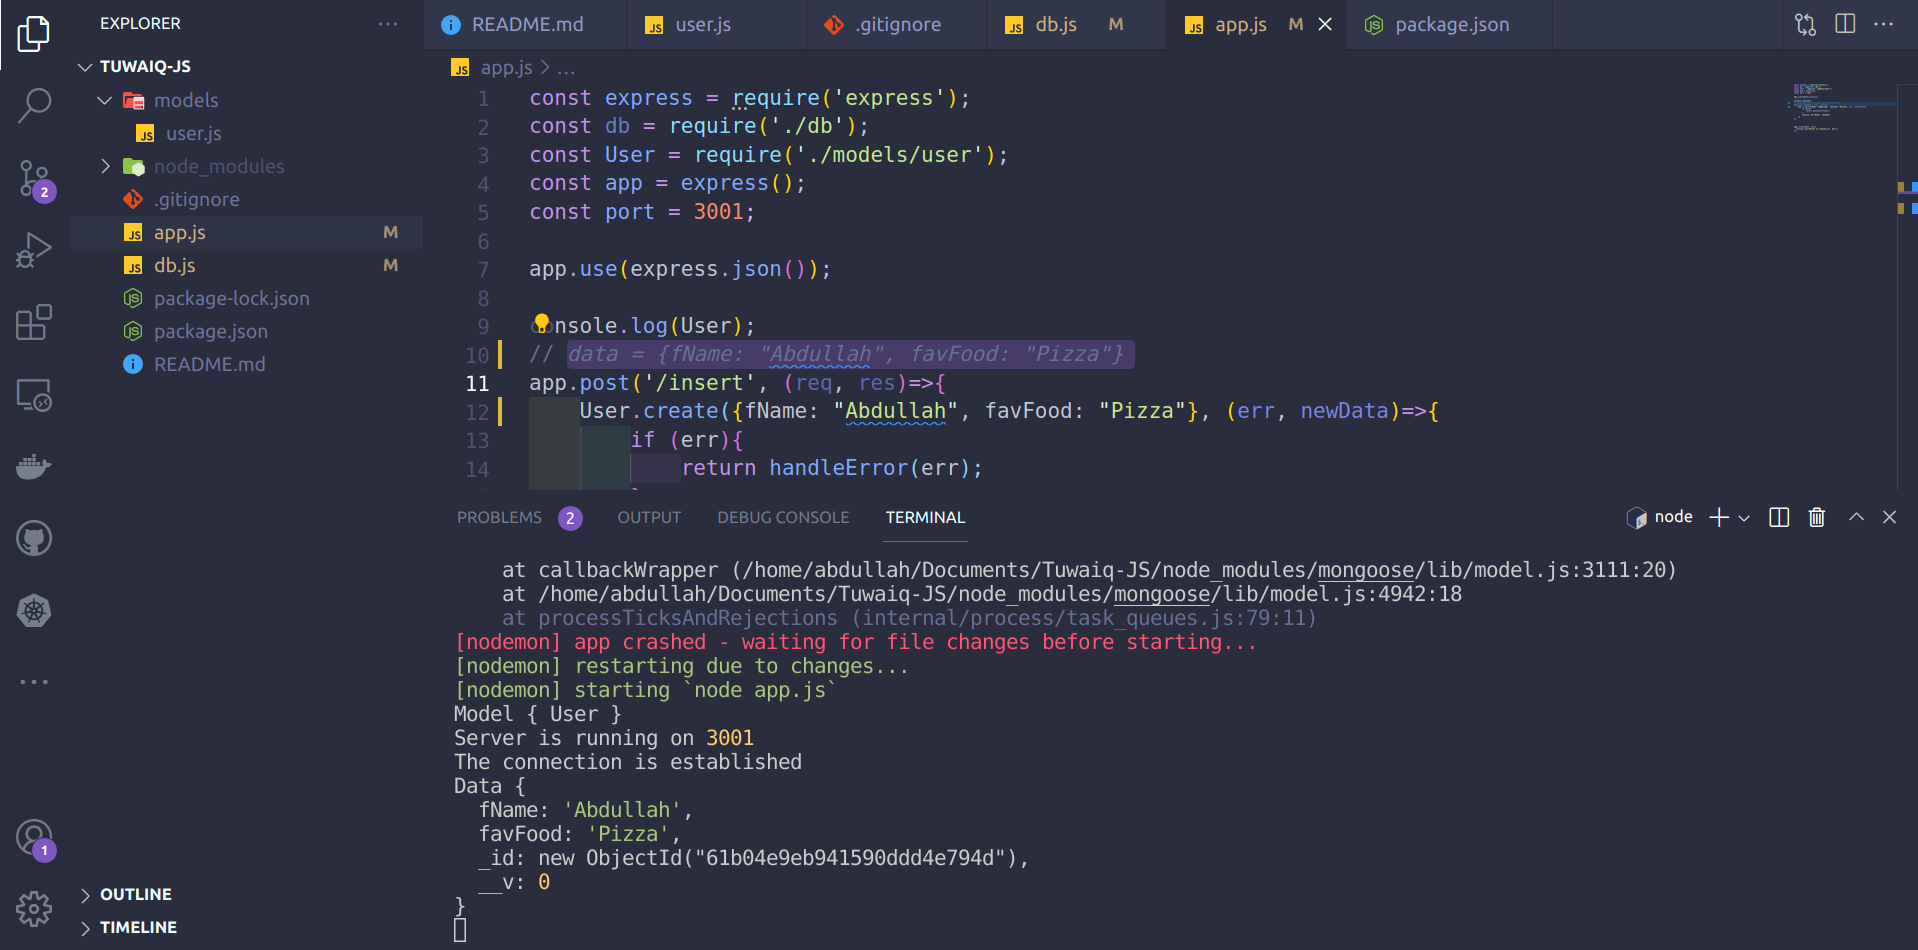 EXPLORER
TUWAIQ-JS
models
user.js
node_modules
.gitignore
app.js M
db.js M
package-lock.json
package.json
README.md
OUTLINE
TIMELINE
2
1
README.md
user.js
.gitignore
db.js M
app.js M
package.json
app.js > ...
1 const express = require('express');
2 const db = require('./db');
3 const User = require('./models/user');
4 const app = express();
5 const port = 3001;
6
7 app.use(express.json());
8
9 console.log(User);
10 // data = {fName: "Abdullah", favFood: "Pizza"}
11 app.post('/insert', (req, res)=>{
12 User.create({fName: "Abdullah", favFood: "Pizza"}, (err, newData)=>{
13 if (err){
14 return handleError(err);
PROBLEMS 2 OUTPUT DEBUG CONSOLE TERMINAL
node
at callbackWrapper (/home/abdullah/Documents/Tuwaiq-JS/node_modules/mongoose/lib/model.js:3111:20)
at /home/abdullah/Documents/Tuwaiq-JS/node_modules/mongoose/lib/model.js:4942:18
at processTicksAndRejections (internal/process/task_queues.js:79:11)
[nodemon] app crashed - waiting for file changes before starting...
[nodemon] restarting due to changes...
[nodemon] starting `node app.js`
Model { User }
Server is running on 3001
The connection is established
Data {
fName: 'Abdullah',
favFood: 'Pizza',
_id: new ObjectId("61b04e9eb941590ddd4e794d"),
__v: 0
}